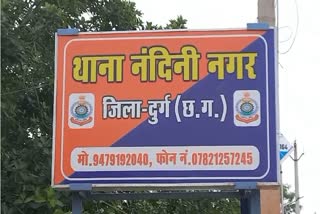 थाना नंदिनी नगर
जिला-दुर्ग (छ.ग.)
मो.9479192040, फोन नं.07821257245